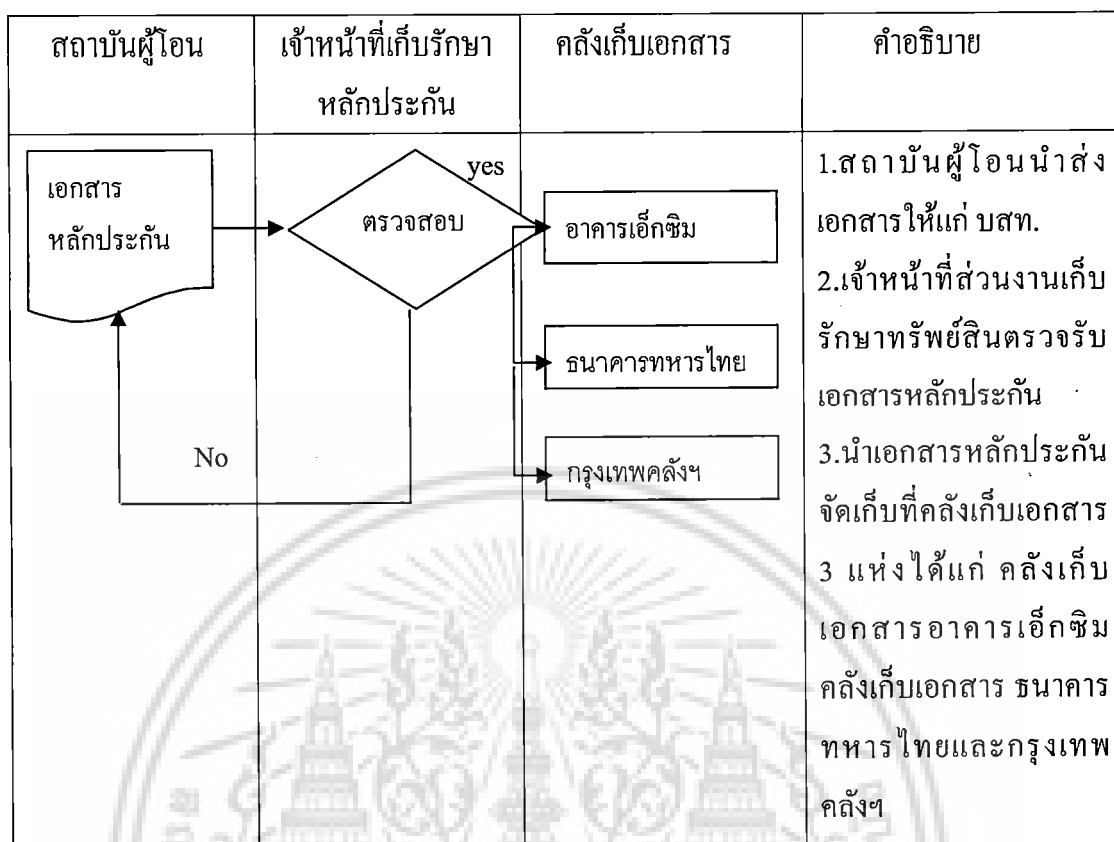 สถาบันผู้โอน
เจ้าหน้าที่เก็บรักษา
หลักประกัน
คลังเก็บเอกสาร
คำอธิบาย
เอกสาร
หลักประกัน
ตรวจสอบ
yes
No
อาคารเอ็กซิม
ธนาคารทหารไทย
กรุงเทพคลังฯ
1.สถาบันผู้โอนนำส่ง
เอกสารให้แก่ บสท.
2.เจ้าหน้าที่ส่วนงานเก็บ
รักษาทรัพย์สินตรวจรับ
เอกสารหลักประกัน
3.นำเอกสารหลักประกัน
จัดเก็บที่คลังเก็บเอกสาร
3 แห่งได้แก่ คลังเก็บ
เอกสารอาคารเอ็กซิม
คลังเก็บเอกสาร ธนาคาร
ทหารไทยและกรุงเทพ
คลังฯ